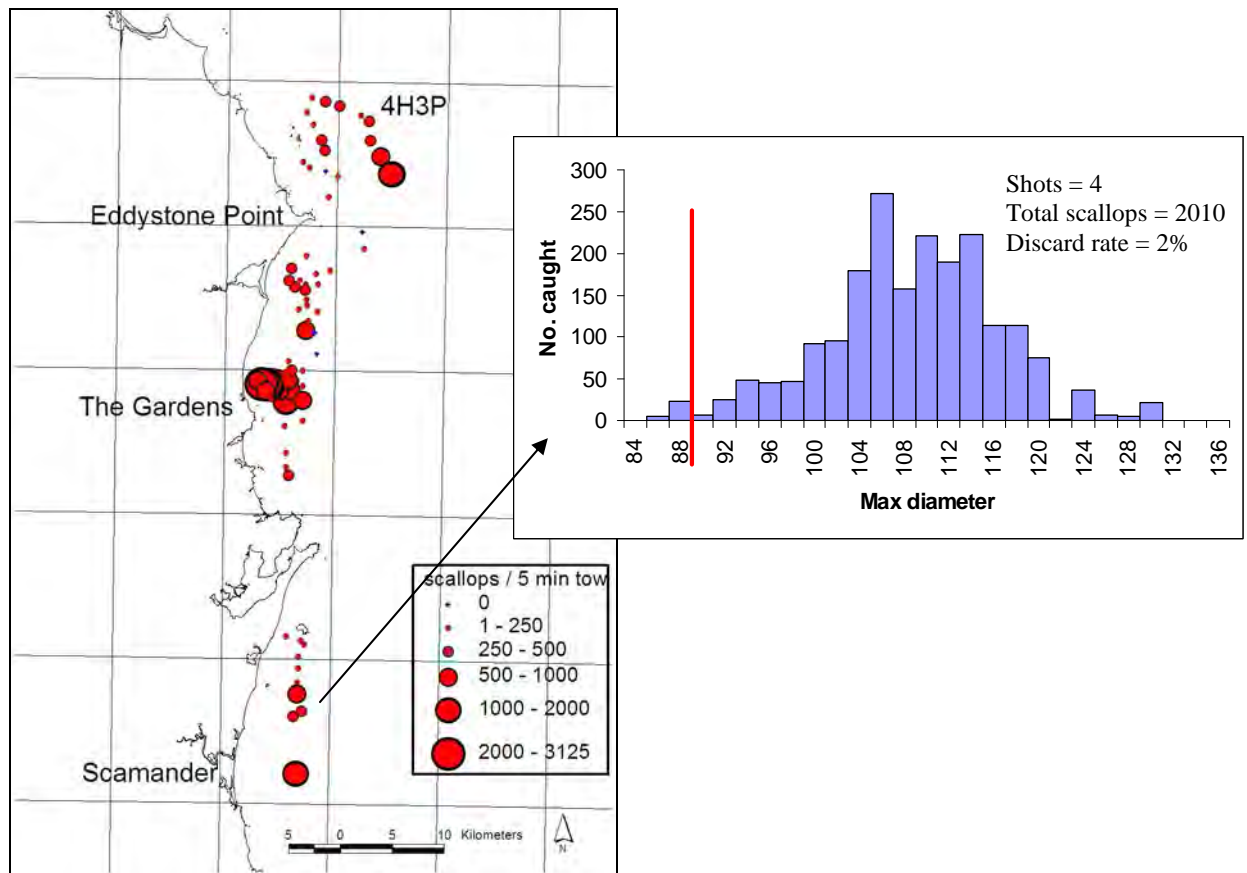 4H3P
Eddystone Point
The Gardens
Scamander
scallops / 5 min tow
0
1 - 250
250 - 500
500 - 1000
1000 - 2000
2000 - 3125
5 0 5 10 Kilometers
N
Shots = 4
Total scallops = 2010
Discard rate = 2%
No. caught
300
250
200
150
100
50
0
84 88 92 96 100 104 108 112 116 120 124 128 132 136
Max diameter